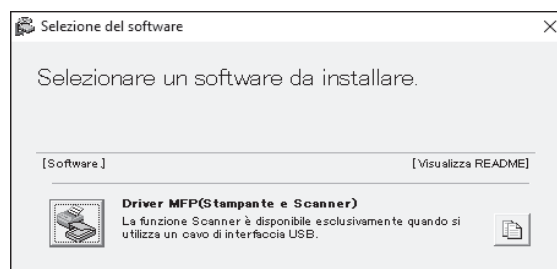 Selezione del software
Selezionare un software da installare.
[Software.] [Visualizza README]
Driver MFP(Stampante e Scanner)
La funzione Scanner è disponibile esclusivamente quando si
utilizza un cavo di interfaccia USB.